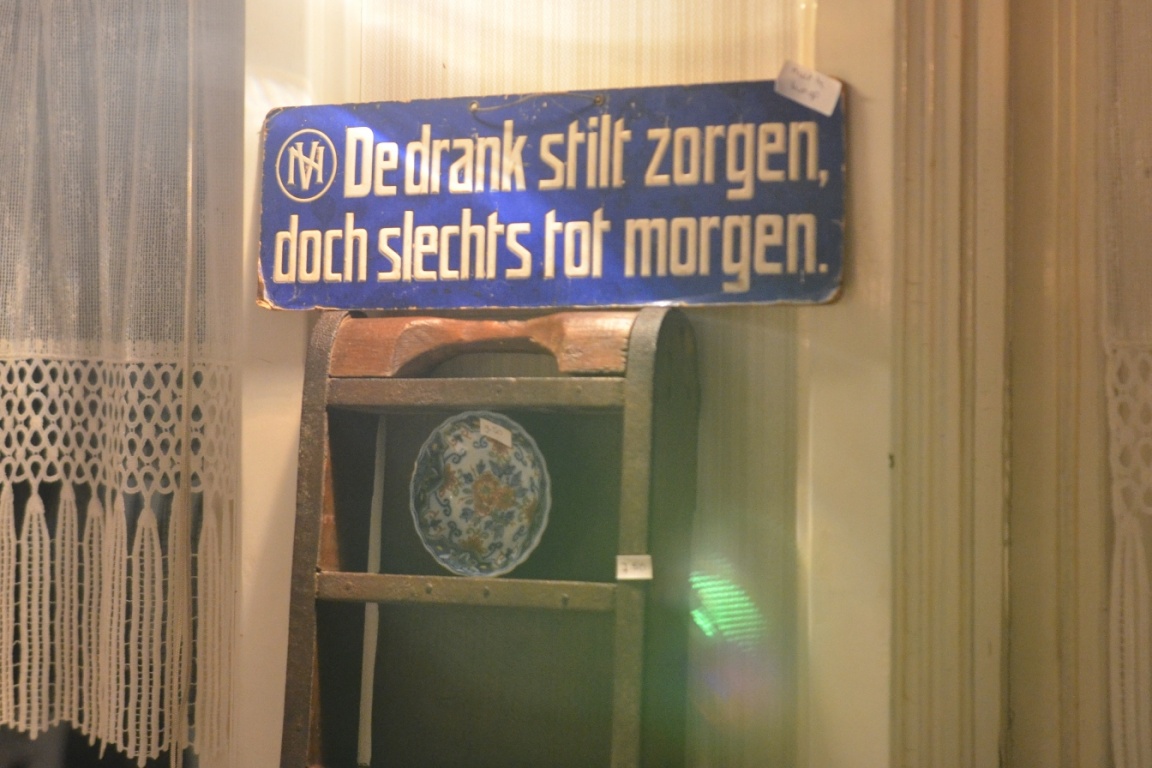 De drank stilt zorgen,
doch slechts tot morgen.